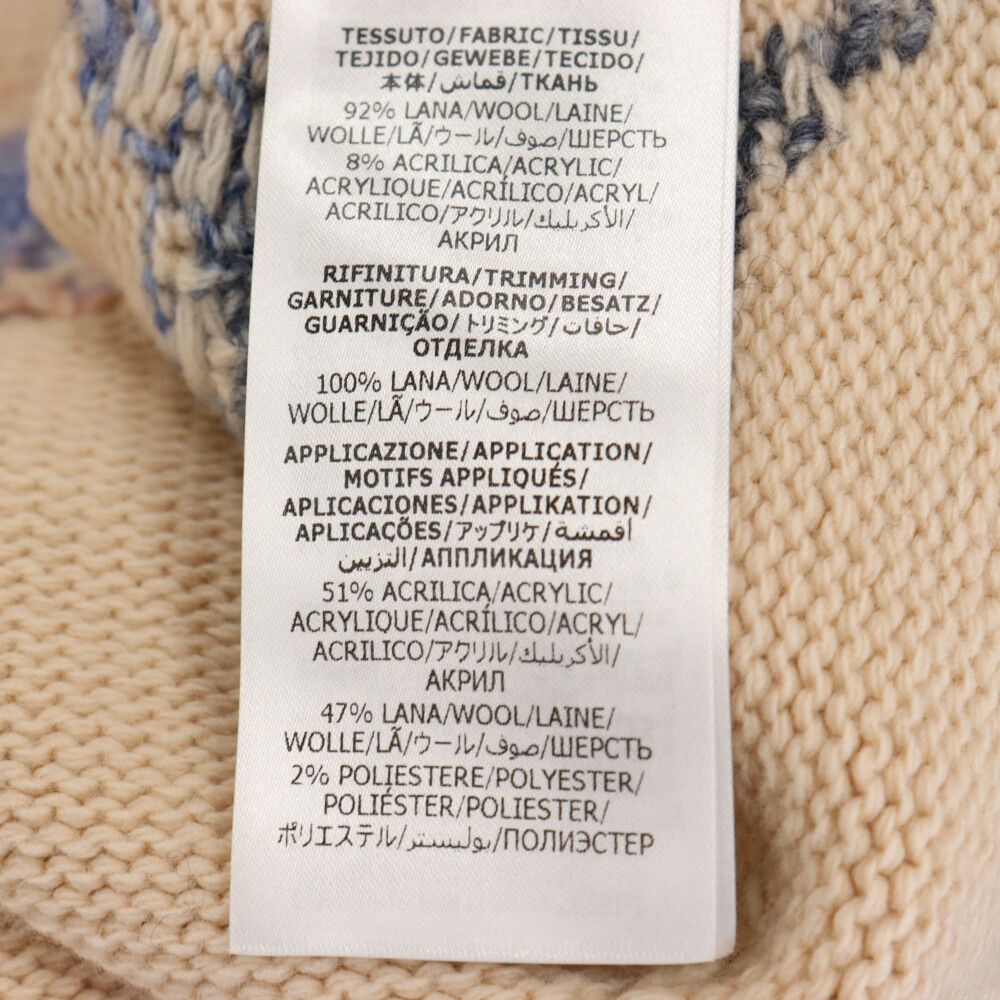 TESSUTO/FABRIC/TISSU/
TEJIDO/GEWEBE/TECIDO/
本体/قماش/ТКАНЬ
92% LANA/WOOL/LAINE/
WOLLE/LÃ/ウール/صوف/ШЕРСТЬ
8% ACRILICA/ACRYLIC/
ACRYLIQUE/ACRÍLICO/ACRYL/
ACRILICO/アクリル/الأكريليك/
АКРИЛ
RIFINITURA/TRIMMING/
GARNITURE/ADORNO/BESATZ/
GUARNIÇÃO/トリミング/حافات/
ОТДЕЛКА
100% LANA/WOOL/LAINE/
WOLLE/LÃ/ウール/صوف/ШЕРСТЬ
APPLICAZIONE/APPLICATION/
MOTIFS APPLIQUÉS/
APLICACIONES/APPLIKATION/
APLICAÇÕES/アップリケ/أقمشة
التزيين/АППЛИКАЦИЯ
51% ACRILICA/ACRYLIC/
ACRYLIQUE/ACRÍLICO/ACRYL/
ACRILICO/アクリル/الأكريليك/
АКРИЛ
47% LANA/WOOL/LAINE/
WOLLE/LÃ/ウール/صوف/ШЕРСТЬ
2% POLIESTERE/POLYESTER/
POLIÉSTER/POLIESTER/
ポリエステル/بوليستر/ПОЛИЭСТЕР